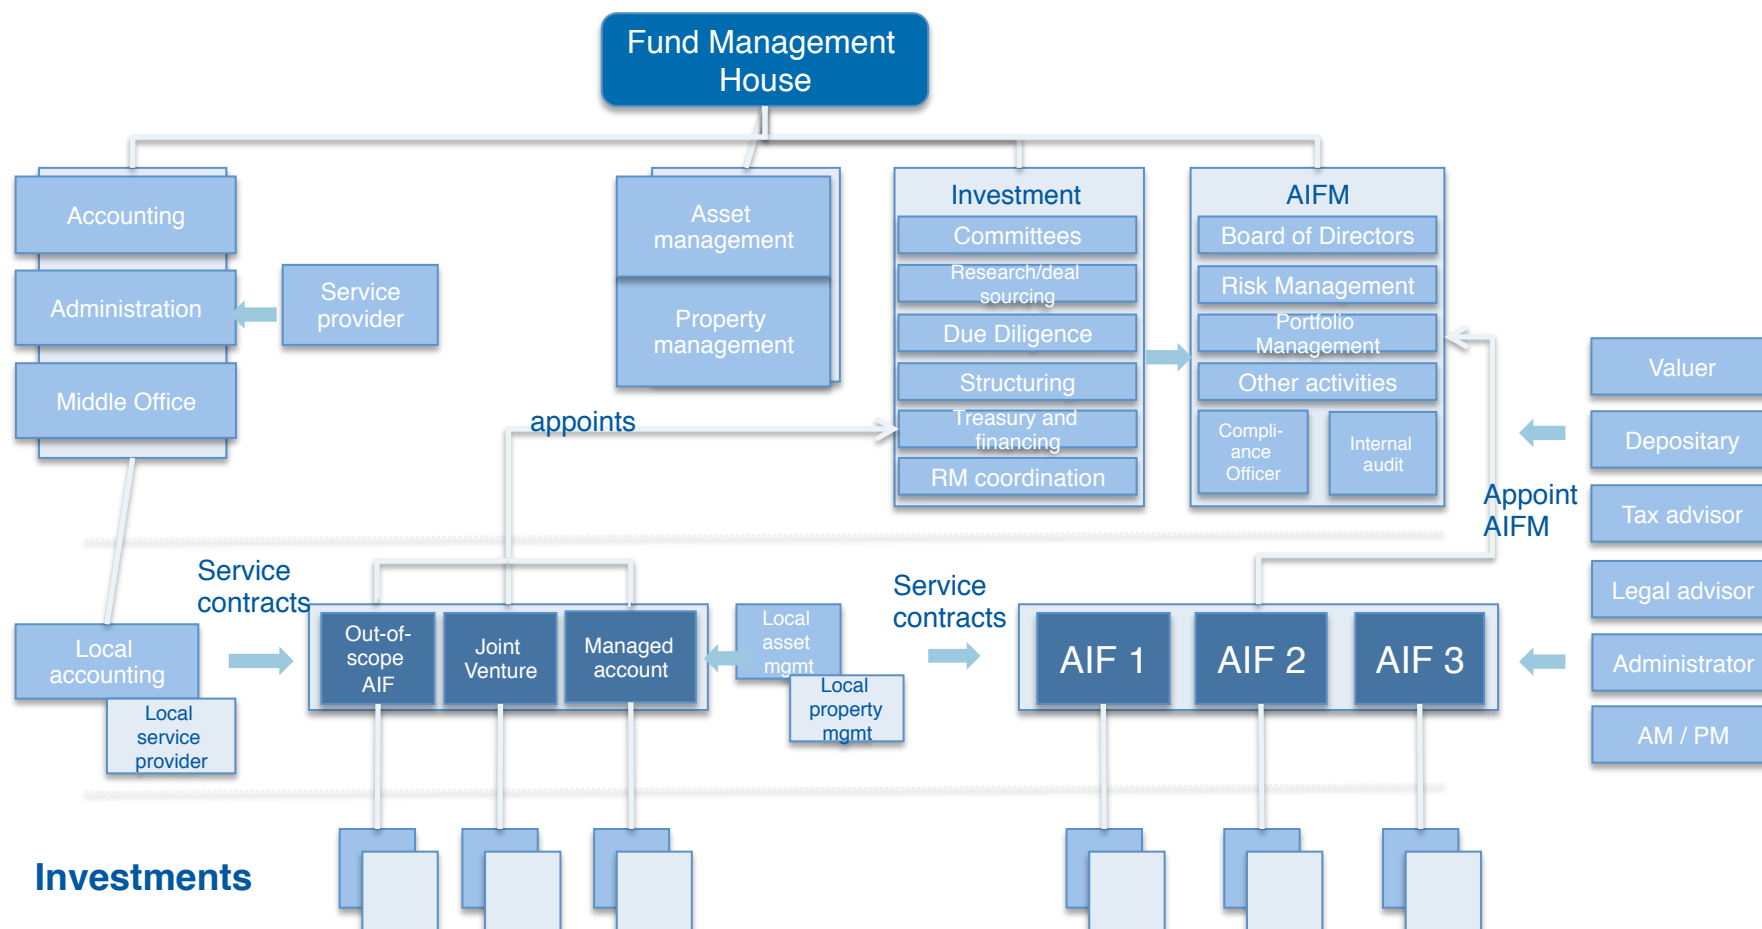 Fund Management
House
Accounting
Administration
Middle Office
Service
provider
Asset
management
Property
management
Investment
Committees
Research/deal
sourcing
Due Diligence
Structuring
Treasury and
financing
RM coordination
AIFM
Board of Directors
Risk Management
Portfolio
Management
Other activities
Compli-
ance
Officer
Internal
audit
appoints
Appoint
AIFM
Valuer
Depositary
Tax advisor
Legal advisor
Administrator
AM / PM
Service
contracts
Local
accounting
Local
service
provider
Out-of-
scope
AIF
Joint
Venture
Managed
account
Local
asset
mgmt
Local
property
mgmt
Service
contracts
AIF 1
AIF 2
AIF 3
Investments